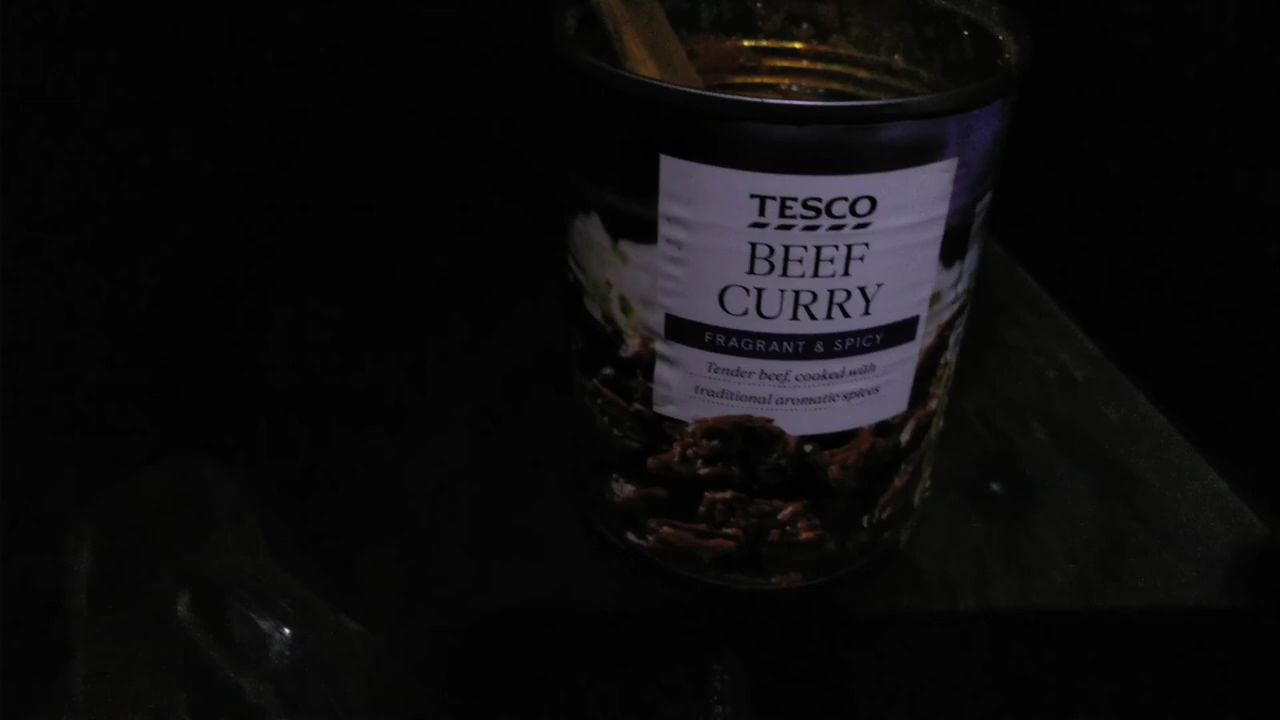 TESCO
BEEF
CURRY
FRAGRANT & SPICY
Tender beef, cooked with
traditional aromatic spices